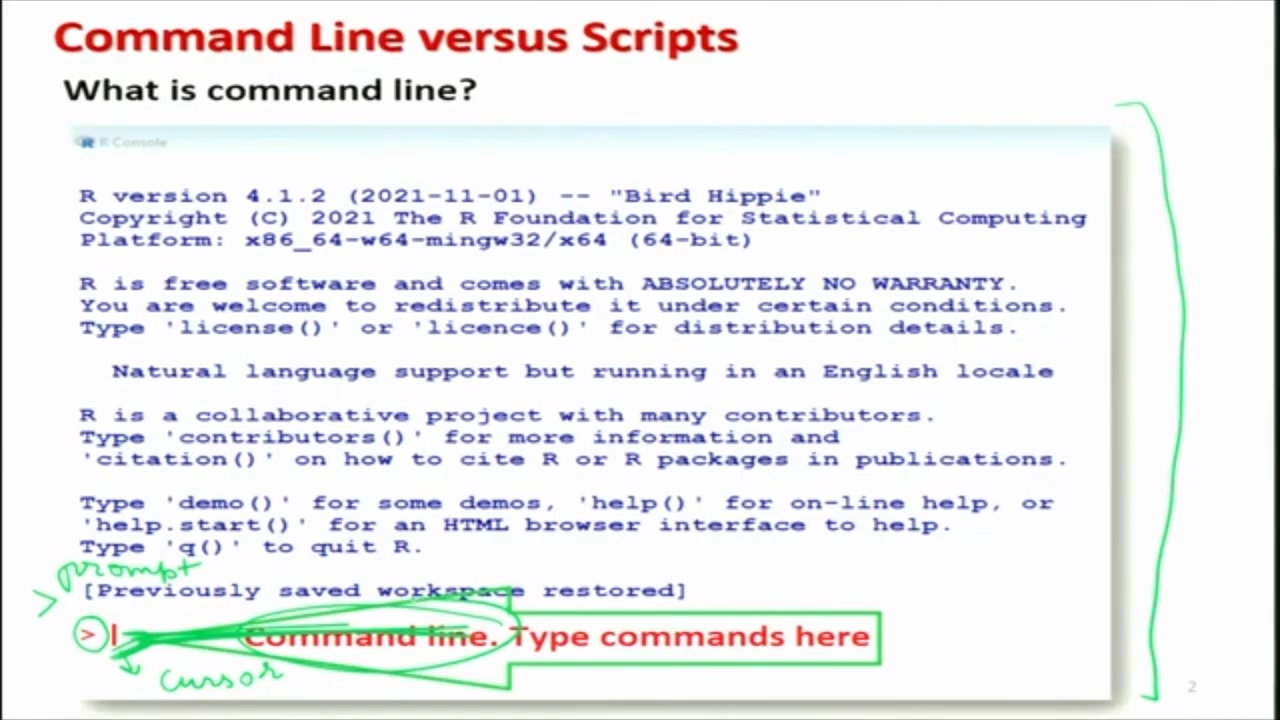 Command Line versus Scripts
What is command line?
R Console
R version 4.1.2 (2021-11-01) -- "Bird Hippie"
Copyright (C) 2021 The R Foundation for Statistical Computing
Platform: x86_64-w64-mingw32/x64 (64-bit)
R is free software and comes with ABSOLUTELY NO WARRANTY.
You are welcome to redistribute it under certain conditions.
Type 'license()' or 'licence()' for distribution details.
Natural language support but running in an English locale
R is a collaborative project with many contributors.
Type 'contributors()' for more information and
'citation()' on how to cite R or R packages in publications.
Type 'demo()' for some demos, 'help()' for on-line help, or
'help.start()' for an HTML browser interface to help.
Type 'q()' to quit R.
prompt
[Previously saved workspace restored]
>
> | Command line. Type commands here
cursor
2